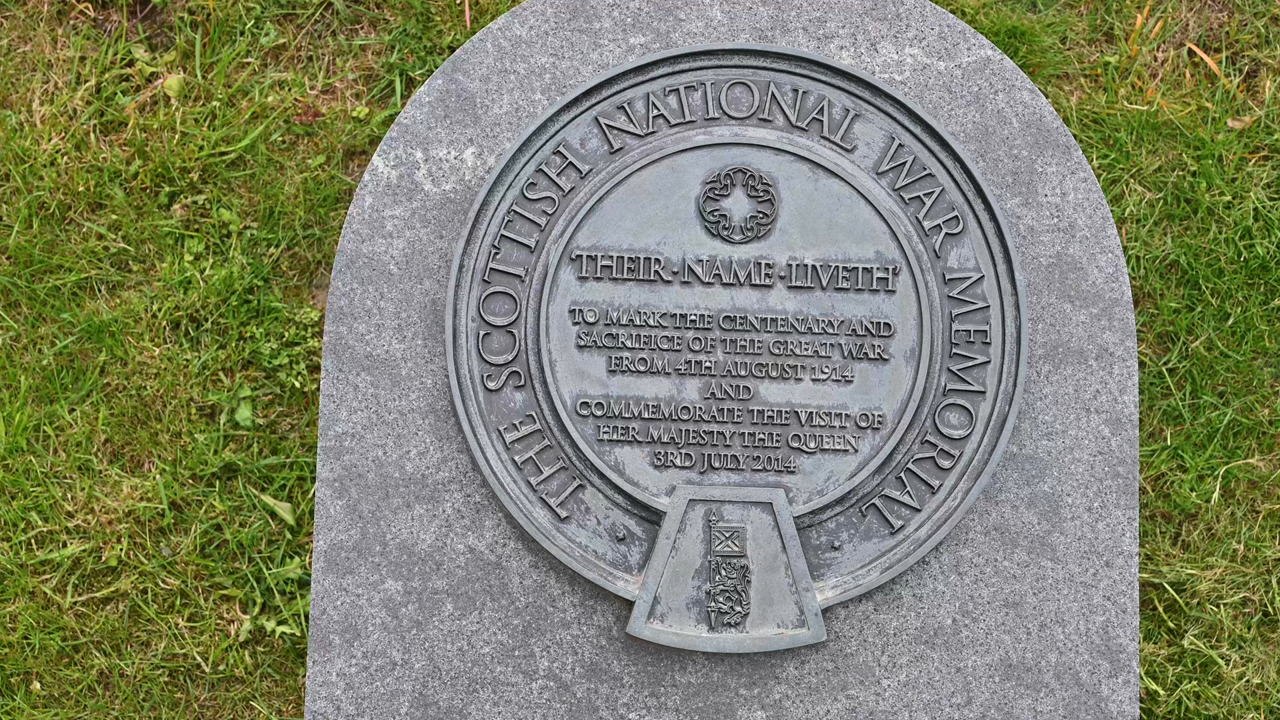 THE SCOTTISH NATIONAL WAR MEMORIAL
'THEIR·NAME·LIVETH'
TO MARK THE CENTENARY AND
SACRIFICE OF THE GREAT WAR
FROM 4TH AUGUST 1914
AND
COMMEMORATE THE VISIT OF
HER MAJESTY THE QUEEN
3RD JULY 2014